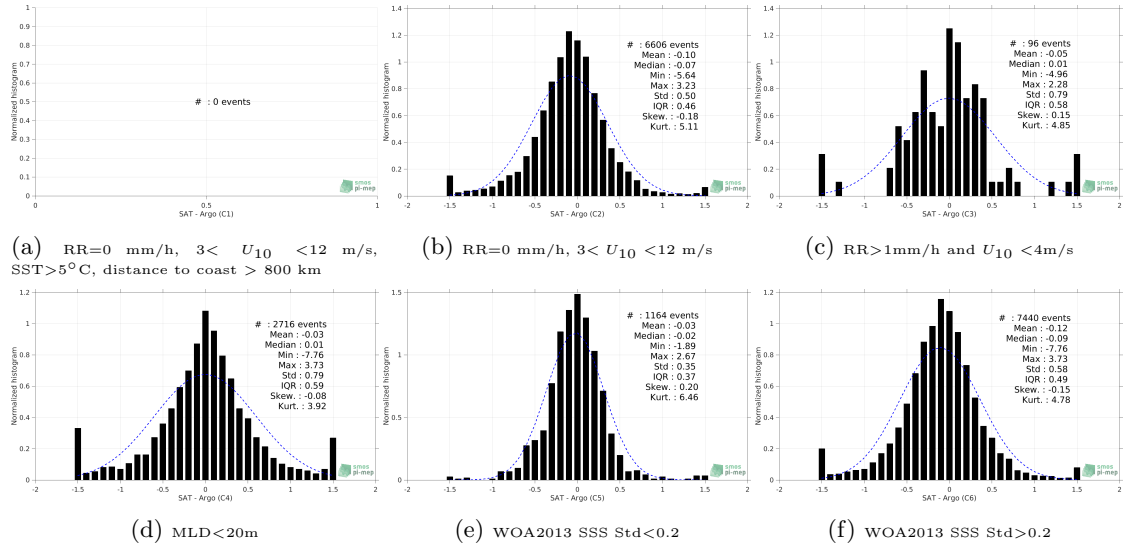 1
0.9
0.8
0.7
0.6
0.5
0.4
0.3
0.2
0.1
0
Normalized histogram
# : 0 events
smos
pi-mep
0 0.5 1
SAT - Argo (C1)
(a) RR=0 mm/h, 3< U10 <12 m/s,
SST>5°C, distance to coast > 800 km
1.4
1.2
1
0.8
0.6
0.4
0.2
0
Normalized histogram
# : 6606 events
Mean : -0.10
Median : -0.07
Min : -5.64
Max : 3.23
Std : 0.50
IQR : 0.46
Skew. : -0.18
Kurt. : 5.11
smos
pi-mep
-2 -1.5 -1 -0.5 0 0.5 1 1.5 2
SAT - Argo (C2)
(b) RR=0 mm/h, 3< U10 <12 m/s
1.4
1.2
1
0.8
0.6
0.4
0.2
0
Normalized histogram
# : 96 events
Mean : -0.05
Median : 0.01
Min : -4.96
Max : 2.28
Std : 0.79
IQR : 0.58
Skew. : 0.15
Kurt. : 4.85
smos
pi-mep
-2 -1.5 -1 -0.5 0 0.5 1 1.5 2
SAT - Argo (C3)
(c) RR>1mm/h and U10 <4m/s
1.2
1
0.8
0.6
0.4
0.2
0
Normalized histogram
# : 2716 events
Mean : -0.03
Median : 0.01
Min : -7.76
Max : 3.73
Std : 0.79
IQR : 0.59
Skew. : -0.08
Kurt. : 3.92
smos
pi-mep
-2 -1.5 -1 -0.5 0 0.5 1 1.5 2
SAT - Argo (C4)
(d) MLD<20m
1.5
1
0.5
0
Normalized histogram
# : 1164 events
Mean : -0.03
Median : -0.02
Min : -1.89
Max : 2.67
Std : 0.35
IQR : 0.37
Skew. : 0.20
Kurt. : 6.46
smos
pi-mep
-2 -1.5 -1 -0.5 0 0.5 1 1.5 2
SAT - Argo (C5)
(e) WOA2013 SSS Std<0.2
1.2
1
0.8
0.6
0.4
0.2
0
Normalized histogram
# : 7440 events
Mean : -0.12
Median : -0.09
Min : -7.76
Max : 3.73
Std : 0.58
IQR : 0.49
Skew. : -0.15
Kurt. : 4.78
smos
pi-mep
-2 -1.5 -1 -0.5 0 0.5 1 1.5 2
SAT - Argo (C6)
(f) WOA2013 SSS Std>0.2